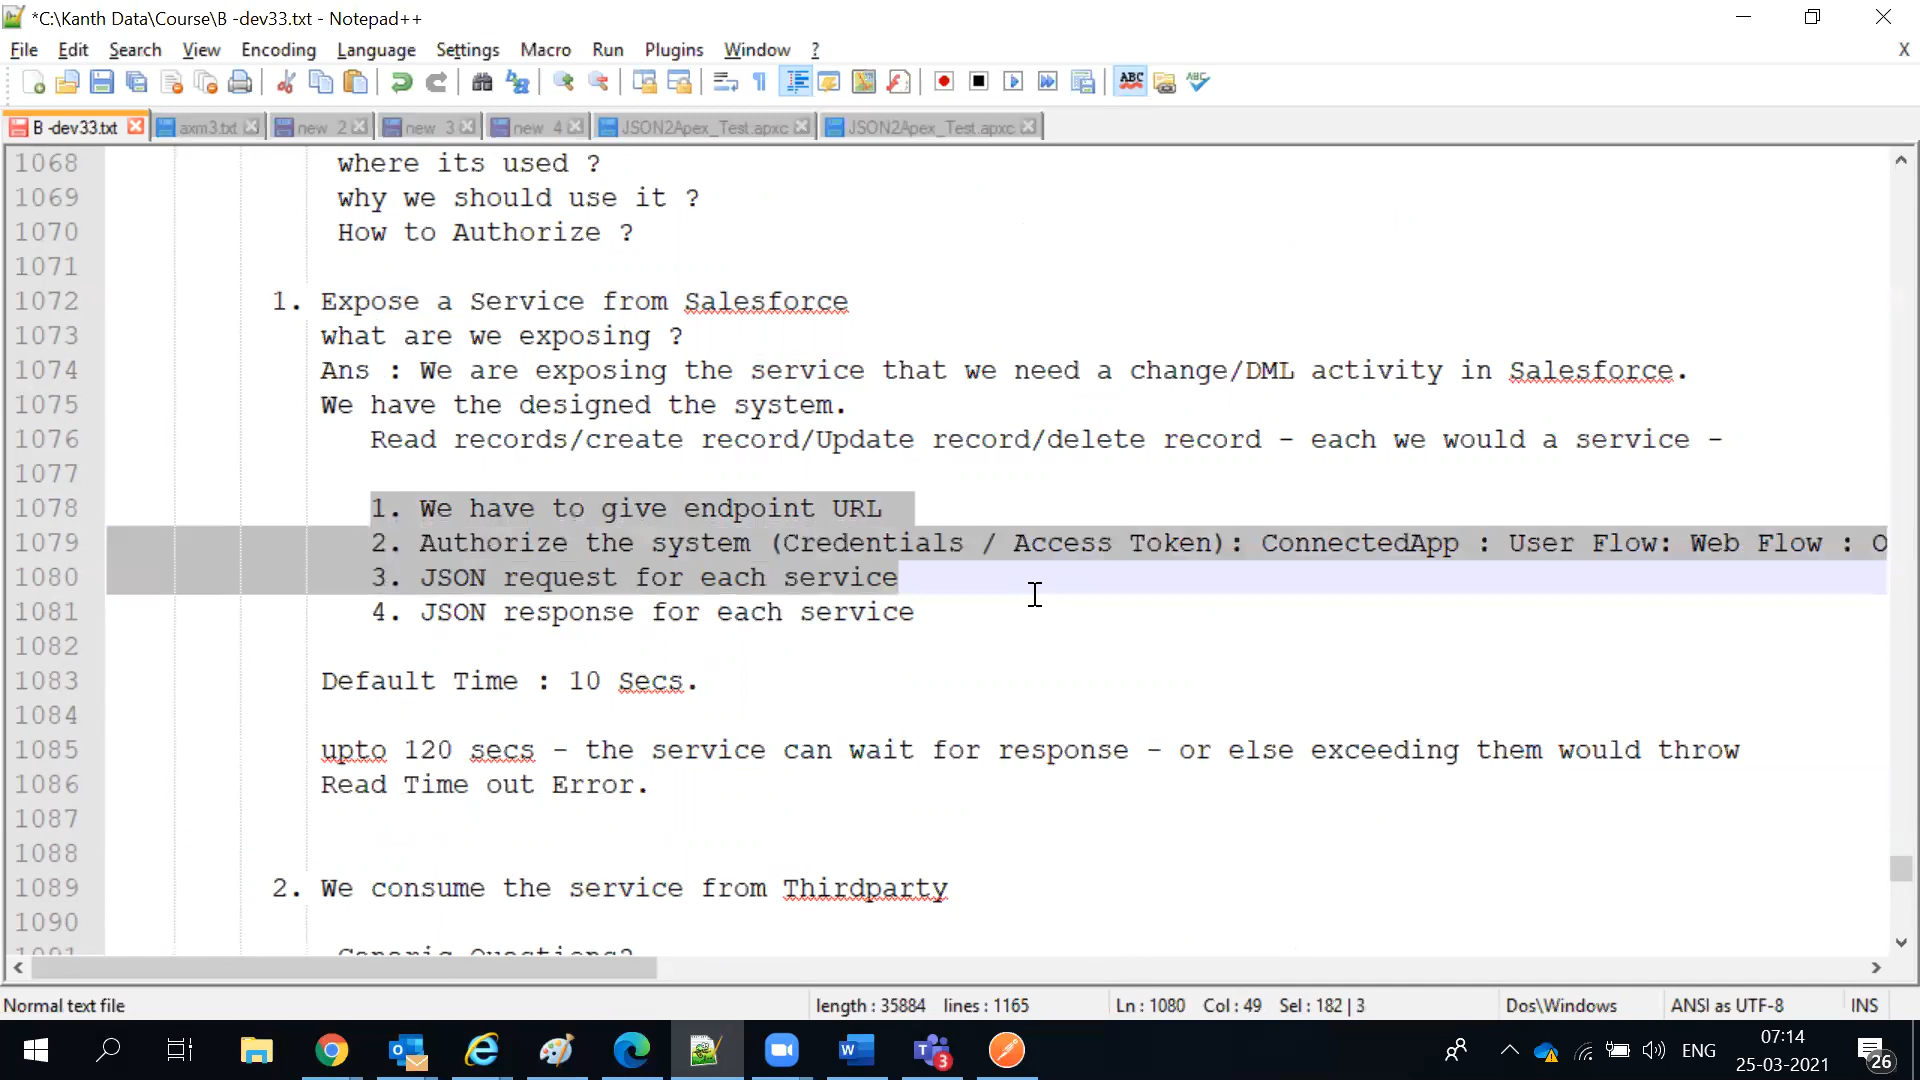 *C:\Kanth Data\Course\B -dev33.txt - Notepad++
File Edit Search View Encoding Language Settings Macro Run Plugins Window ? X
ABC ABC
B -dev33.txt axm3.txt new 2 new 3 new 4 JSON2Apex_Test.apxc JSON2Apex_Test.apxc
1068 where its used ?
1069 why we should use it ?
1070 How to Authorize ?
1071
1072 1. Expose a Service from Salesforce
1073 what are we exposing ?
1074 Ans : We are exposing the service that we need a change/DML activity in Salesforce.
1075 We have the designed the system.
1076 Read records/create record/Update record/delete record - each we would a service -
1077
1078 1. We have to give endpoint URL
1079 2. Authorize the system (Credentials / Access Token): ConnectedApp : User Flow: Web Flow : O
1080 3. JSON request for each service
1081 4. JSON response for each service
1082
1083 Default Time : 10 Secs.
1084
1085 upto 120 secs - the service can wait for response - or else exceeding them would throw
1086 Read Time out Error.
1087
1088
1089 2. We consume the service from Thirdparty
1090
1091 Generic Questions?
Normal text file length : 35884 lines : 1165 Ln : 1080 Col : 49 Sel : 182 | 3 Dos\Windows ANSI as UTF-8 INS
3 ENG 07:14
25-03-2021 26